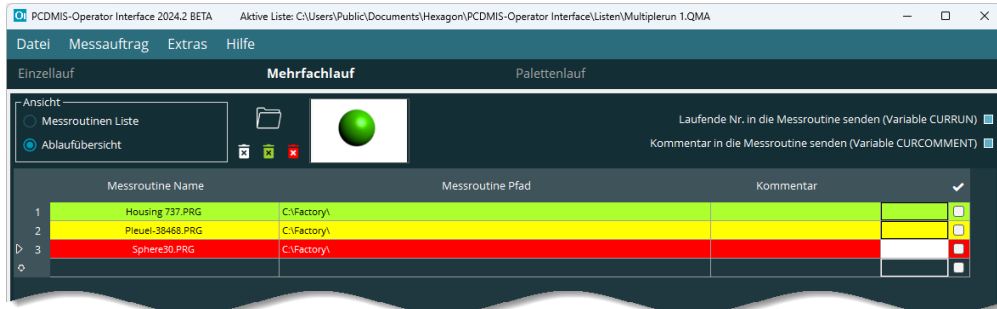 PCDMIS-Operator Interface 2024.2 BETA Aktive Liste: C:\Users\Public\Documents\Hexagon\PCDMIS-Operator Interface\Listen\Multiplerun 1.QMA
Datei Messauftrag Extras Hilfe
Einzellauf Mehrfachlauf Palettenlauf
Ansicht
Messroutinen Liste
Ablaufübersicht
Laufende Nr. in die Messroutine senden (Variable CURRUN)
Kommentar in die Messroutine senden (Variable CURCOMMENT)
Messroutine Name Messroutine Pfad Kommentar
1 Housing 737.PRG C:\Factory\
2 Pleuel-38468.PRG C:\Factory\
3 Sphere30.PRG C:\Factory\